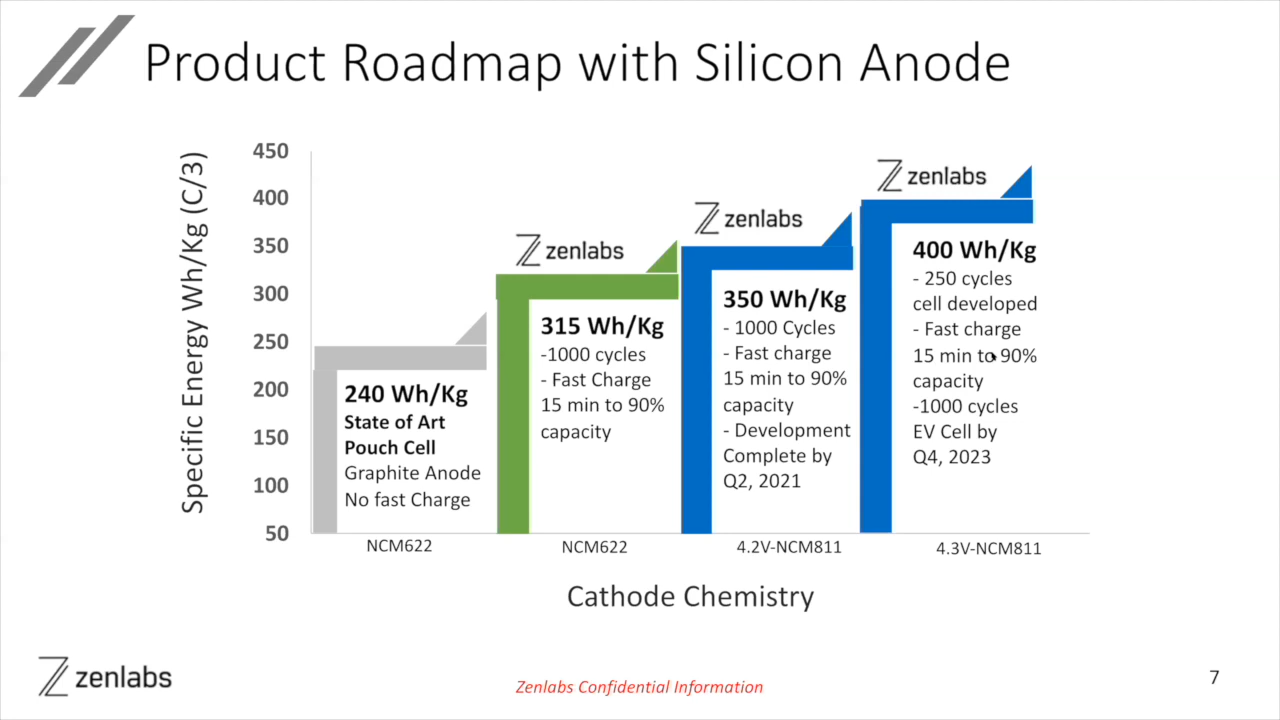 Product Roadmap with Silicon Anode
Specific Energy Wh/Kg (C/3)
450
400
350
300
250
200
150
100
50
240 Wh/Kg
State of Art
Pouch Cell
Graphite Anode
No fast Charge
NCM622
zenlabs
315 Wh/Kg
-1000 cycles
- Fast Charge
15 min to 90%
capacity
NCM622
zenlabs
350 Wh/Kg
- 1000 Cycles
- Fast charge
15 min to 90%
capacity
- Development
Complete by
Q2, 2021
4.2V-NCM811
zenlabs
400 Wh/Kg
- 250 cycles
cell developed
- Fast charge
15 min to 90%
capacity
-1000 cycles
EV Cell by
Q4, 2023
4.3V-NCM811
Cathode Chemistry
zenlabs
Zenlabs Confidential Information
7